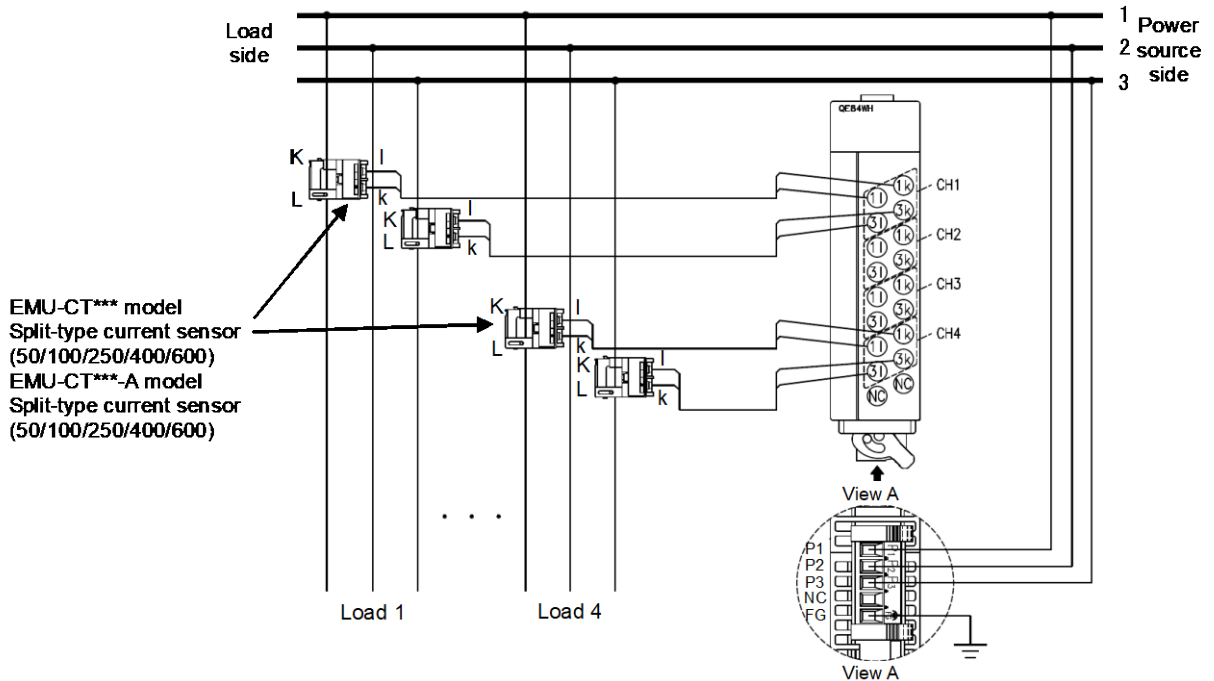 Load
side
1
2
3
Power
source
side
QE84WH
K
L
l
k
K
L
l
k
1k
1l
3k
3l
CH1
1k
1l
3k
3l
CH2
1k
1l
3k
3l
CH3
1k
1l
3k
3l
CH4
NC
NC
K
L
l
k
K
L
l
k
EMU-CT*** model
Split-type current sensor
(50/100/250/400/600)
EMU-CT***-A model
Split-type current sensor
(50/100/250/400/600)
. . .
Load 1
Load 4
View A
P1
P2
P3
NC
FG
P1
P2
P3
View A